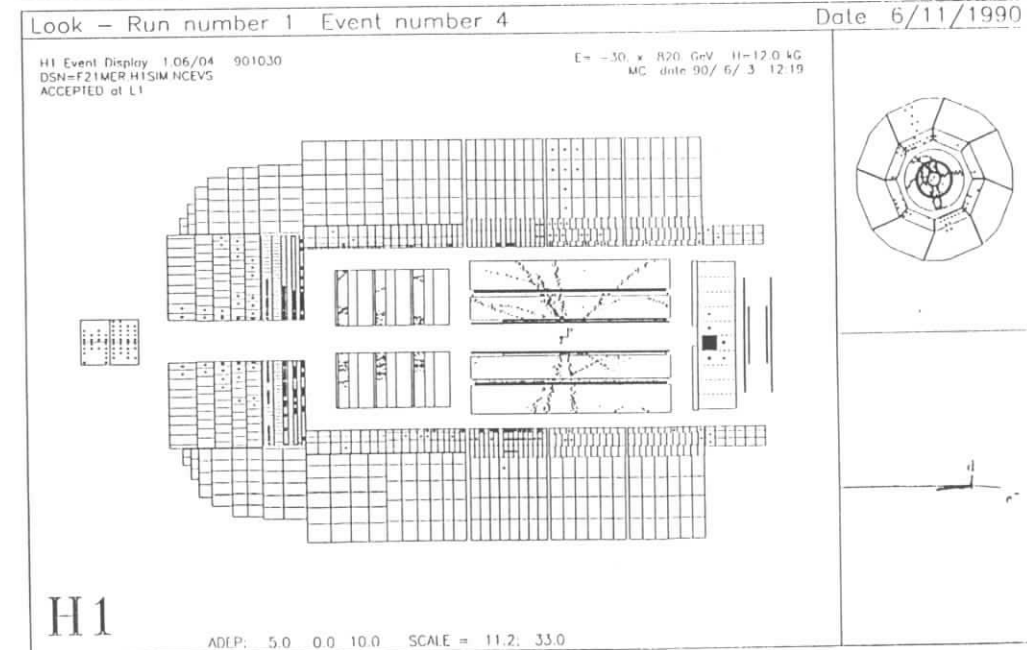 Look – Run number 1 Event number 4 Date 6/11/1990
H1 Event Display 1.06/04 901030
DSN=F21MER.H1SIM.NCEVS
ACCEPTED at L1
E= -30. x 820. GeV H=12.0 kG
MC date 90/ 6/ 3 12:19
d
e-
H1
ADEP: 5.0 0.0 10.0 SCALE = 11.2; 33.0